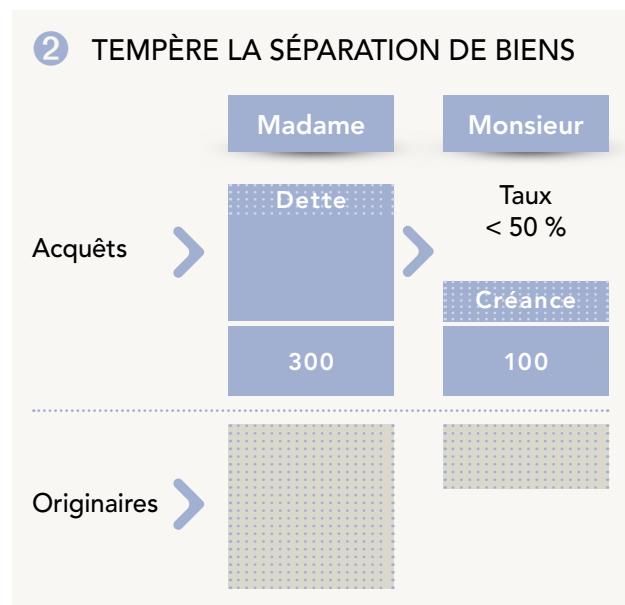 2 TEMPÈRE LA SÉPARATION DE BIENS
Madame Monsieur
Dette
Taux
< 50 %
Acquêts
Créance
300 100
Originaires